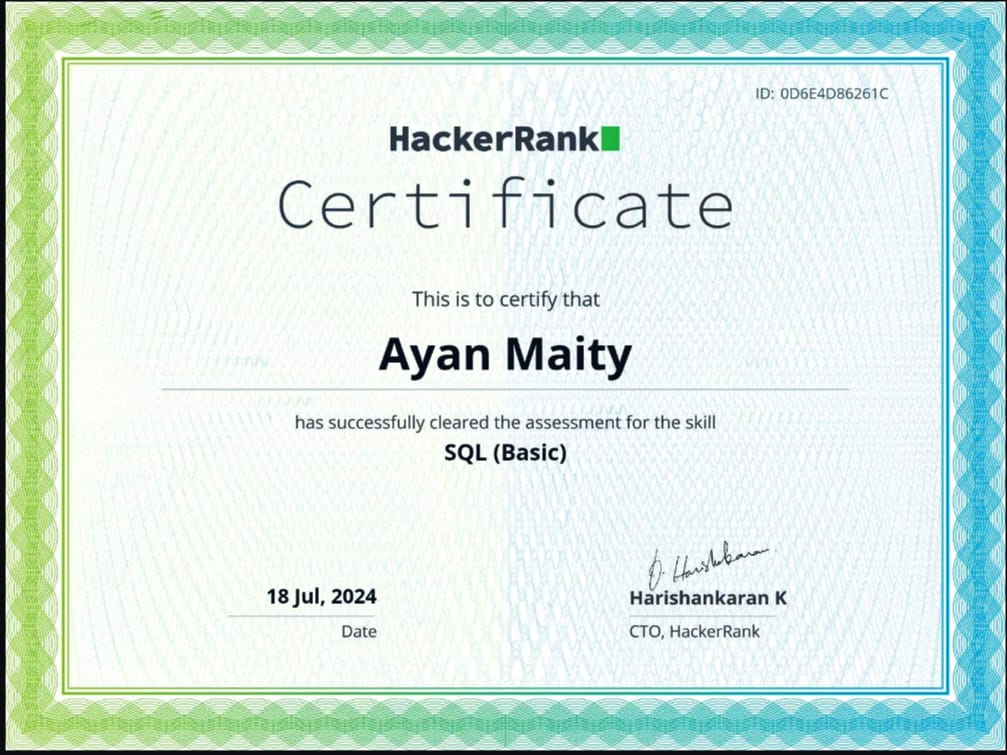 ID: 0D6E4D86261C
HackerRank
Certificate
This is to certify that
Ayan Maity
has successfully cleared the assessment for the skill
SQL (Basic)
18 Jul, 2024
Date
D. Harishankaran
Harishankaran K
CTO, HackerRank